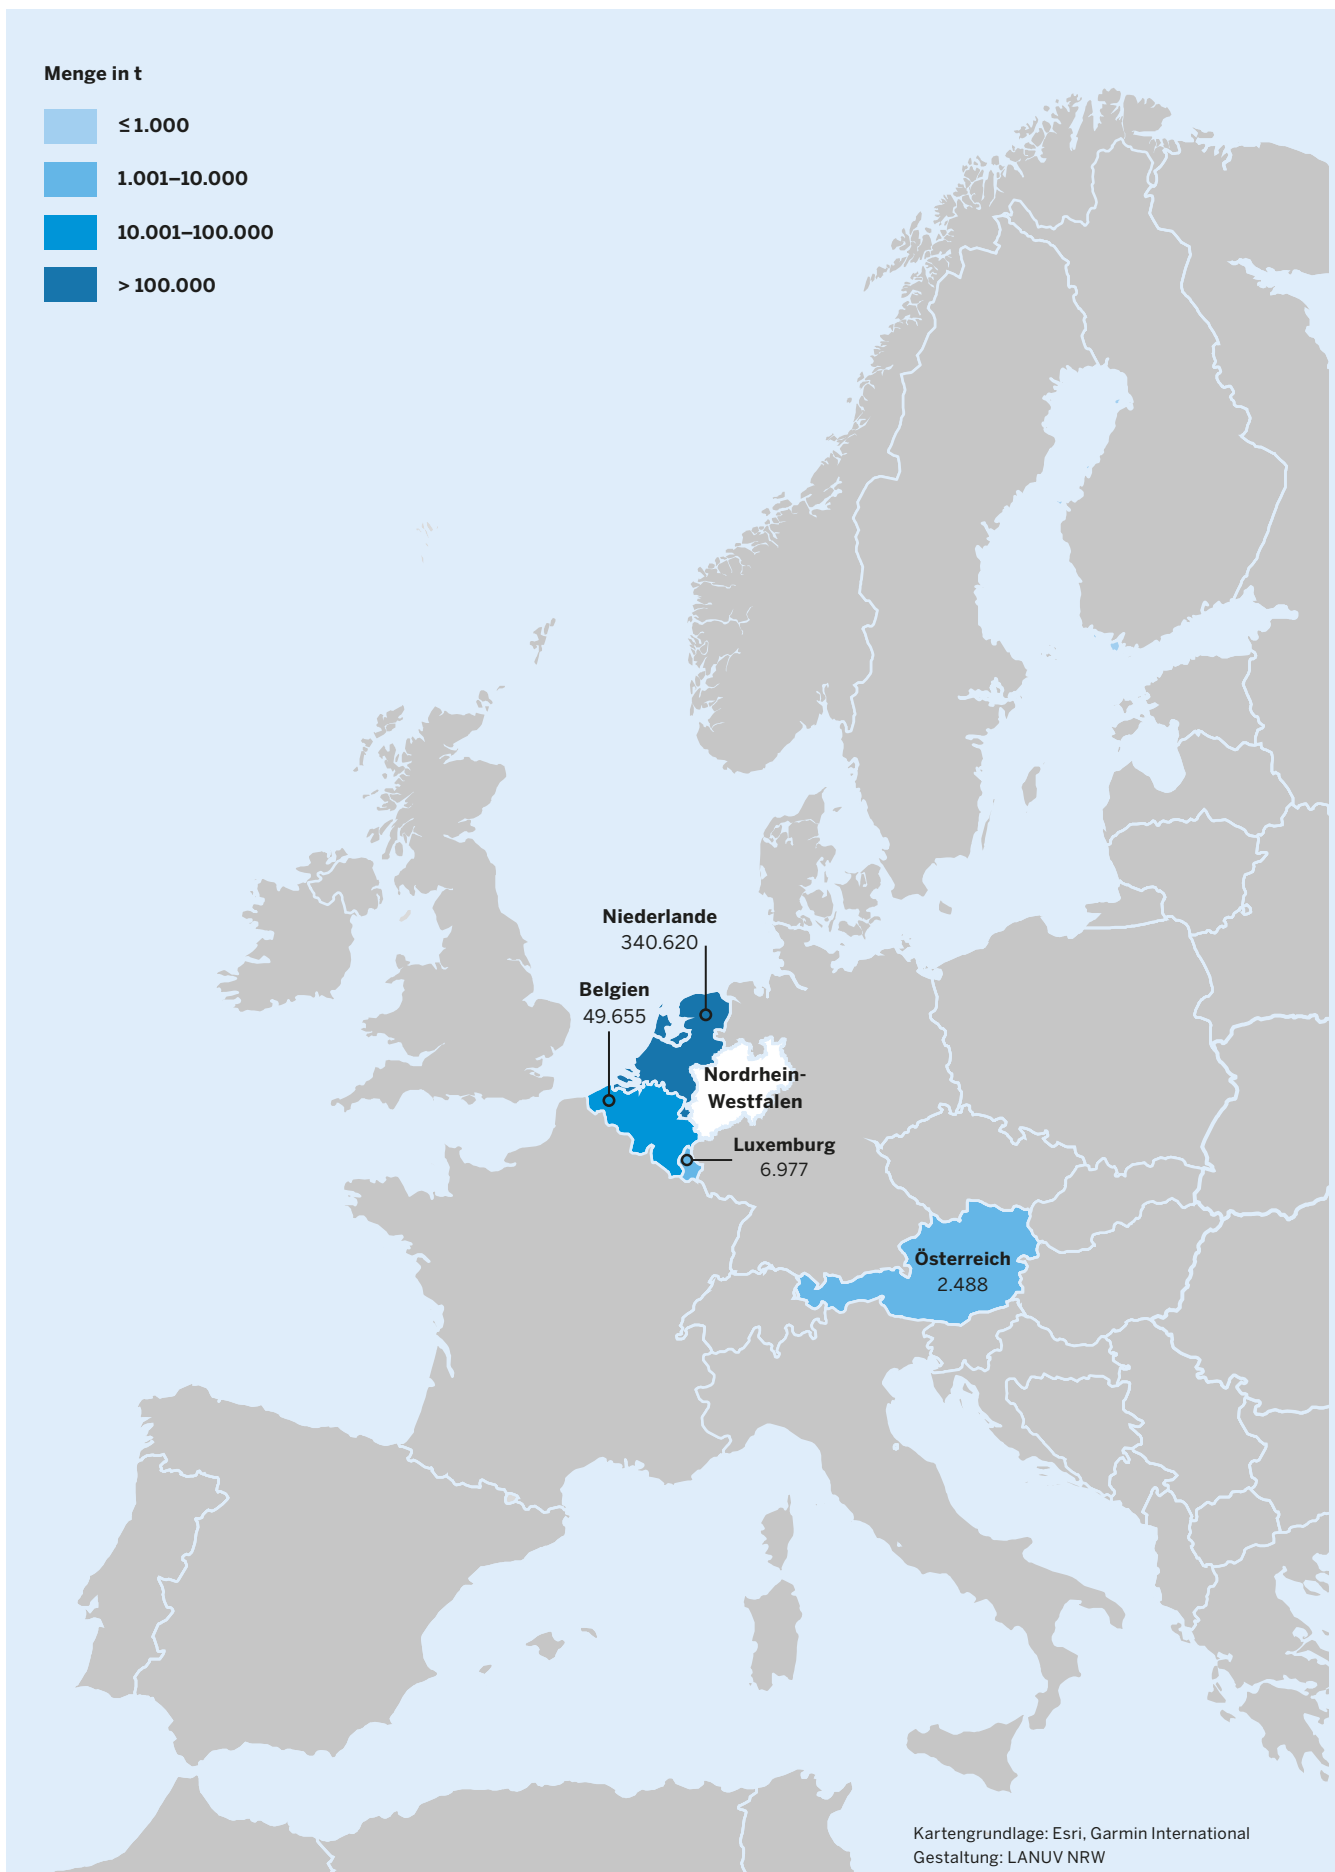 Menge in t
≤ 1.000
1.001–10.000
10.001–100.000
> 100.000
Niederlande
340.620
Belgien
49.655
Nordrhein-
Westfalen
Luxemburg
6.977
Österreich
2.488
Kartengrundlage: Esri, Garmin International
Gestaltung: LANUV NRW